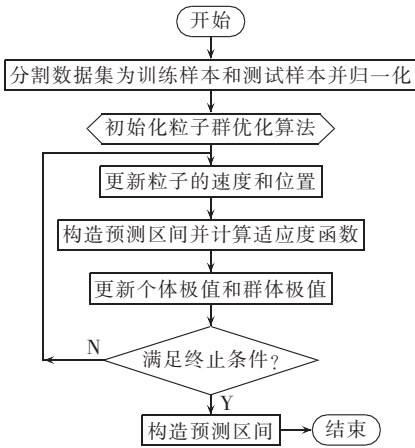 开始
分割数据集为训练样本和测试样本并归一化
初始化粒子群优化算法
更新粒子的速度和位置
构造预测区间并计算适应度函数
更新个体极值和群体极值
N
满足终止条件?
Y
构造预测区间
结束